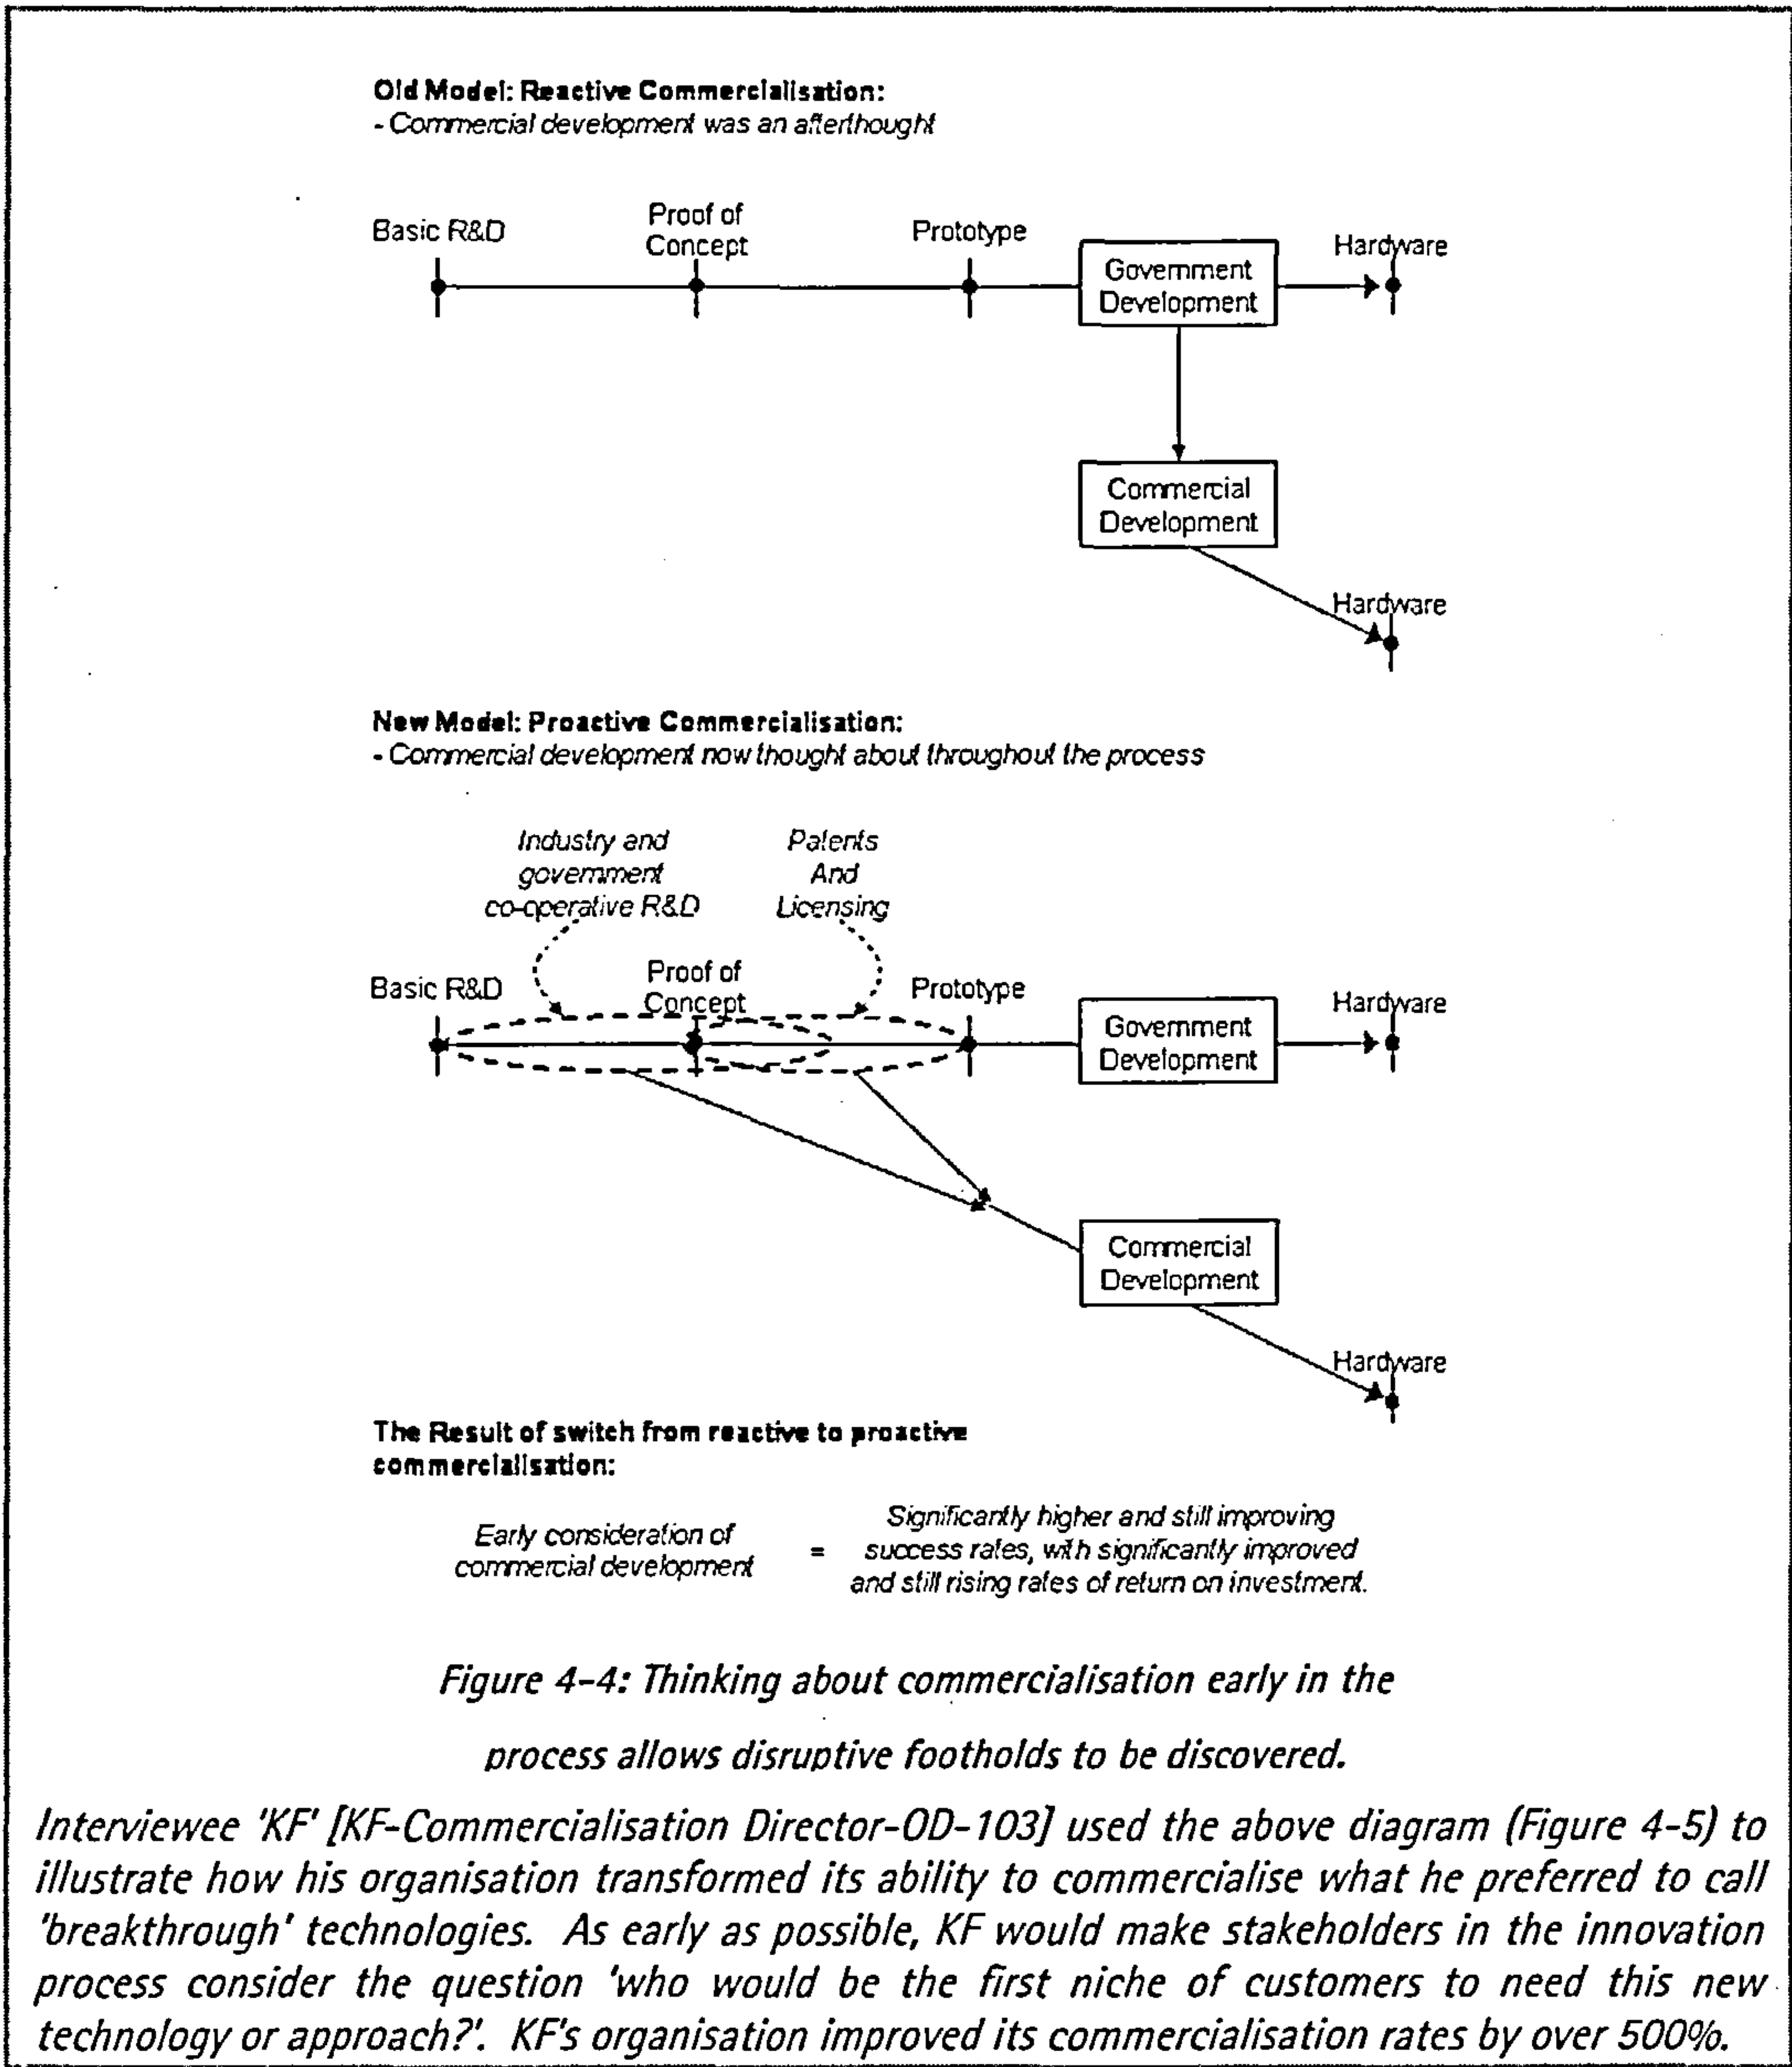 Old Model: Reactive Commercialisation:
- Commercial development was an afterthought
Basic R&D
Proof of
Concept
Prototype
Government
Development
Hardware
Commercial
Development
Hardware
New Model: Proactive Commercialisation:
- Commercial development now thought about throughout the process
Industry and
government
co-operative R&D
Patents
And
Licensing
Basic R&D
Proof of
Concept
Prototype
Government
Development
Hardware
Commercial
Development
Hardware
The Result of switch from reactive to proactive
commercialisation:
Early consideration of
commercial development
=
Significantly higher and still improving
success rates, with significantly improved
and still rising rates of return on investment.
Figure 4-4: Thinking about commercialisation early in the
process allows disruptive footholds to be discovered.
Interviewee 'KF' [KF-Commercialisation Director-OD-103] used the above diagram (Figure 4-5) to
illustrate how his organisation transformed its ability to commercialise what he preferred to call
'breakthrough' technologies. As early as possible, KF would make stakeholders in the innovation
process consider the question 'who would be the first niche of customers to need this new
technology or approach?'. KF's organisation improved its commercialisation rates by over 500%.